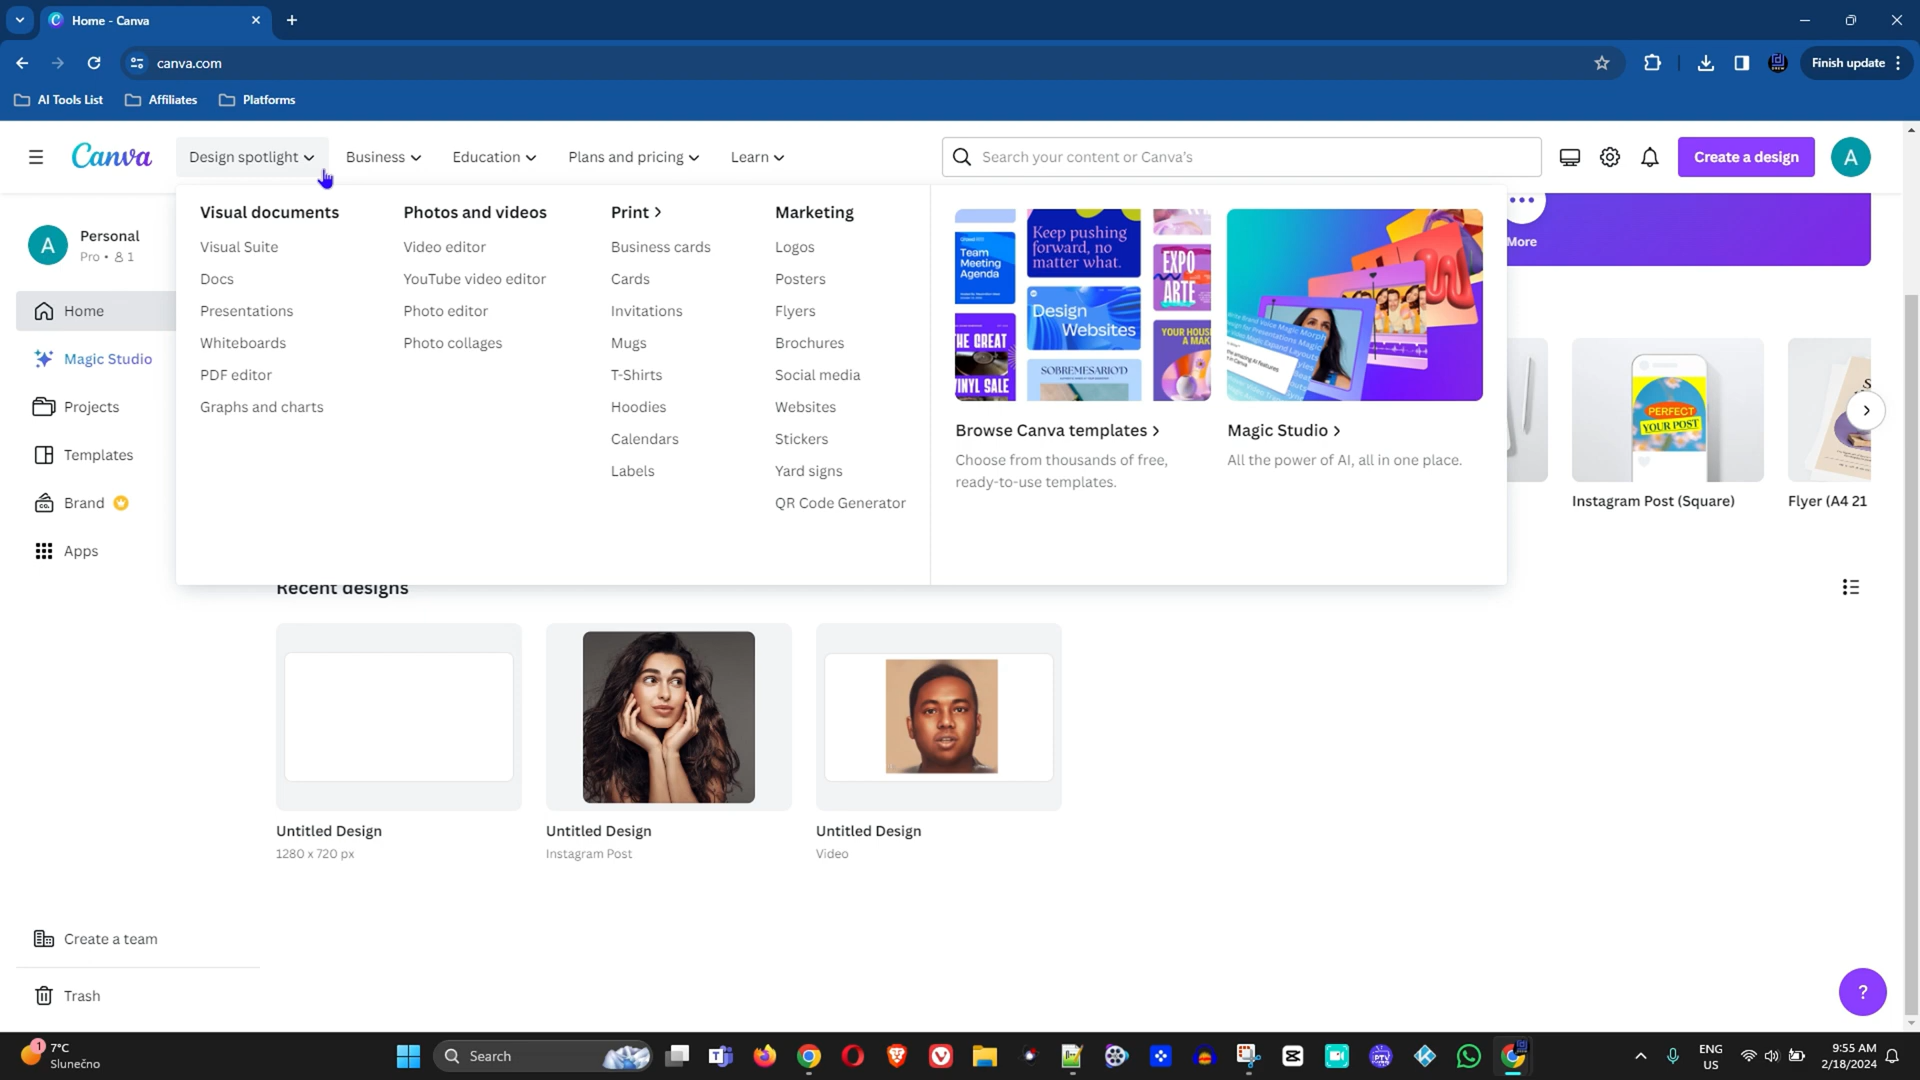 Home - Canva
canva.com
Finish update
AI Tools List
Affiliates
Platforms
Canva
Design spotlight
Business
Education
Plans and pricing
Learn
Search your content or Canva's
Create a design
A
A
Personal
Pro • 1
Home
Magic Studio
Projects
Templates
Brand
Apps
Create a team
Trash
Visual documents
Visual Suite
Docs
Presentations
Whiteboards
PDF editor
Graphs and charts
Photos and videos
Video editor
YouTube video editor
Photo editor
Photo collages
Print
Business cards
Cards
Invitations
Mugs
T-Shirts
Hoodies
Calendars
Labels
Marketing
Logos
Posters
Flyers
Brochures
Social media
Websites
Stickers
Yard signs
QR Code Generator
Team
Meeting
Agenda
THE GREAT
VINYL SALE
Keep pushing
forward, no
matter what.
Design
Websites
SOBREMESARIO'D
EXPO
ARTE
YOUR HOUS
A MAK
Browse Canva templates
Choose from thousands of free,
ready-to-use templates.
Magic Studio
All the power of AI, all in one place.
More
PERFECT
YOUR POST
Instagram Post (Square)
Flyer (A4 21
Recent designs
Untitled Design
1280 x 720 px
Untitled Design
Instagram Post
Untitled Design
Video
?
1
7°C
Slunečno
Search
ENG
US
9:55 AM
2/18/2024